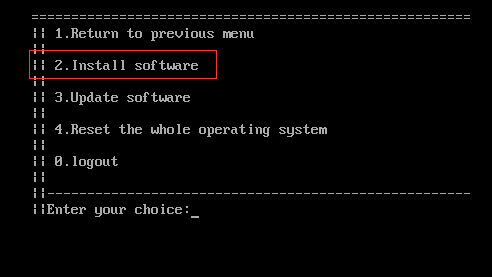 1.Return to previous menu
2.Install software
3.Update software
4.Reset the whole operating system
0.logout
Enter your choice:_